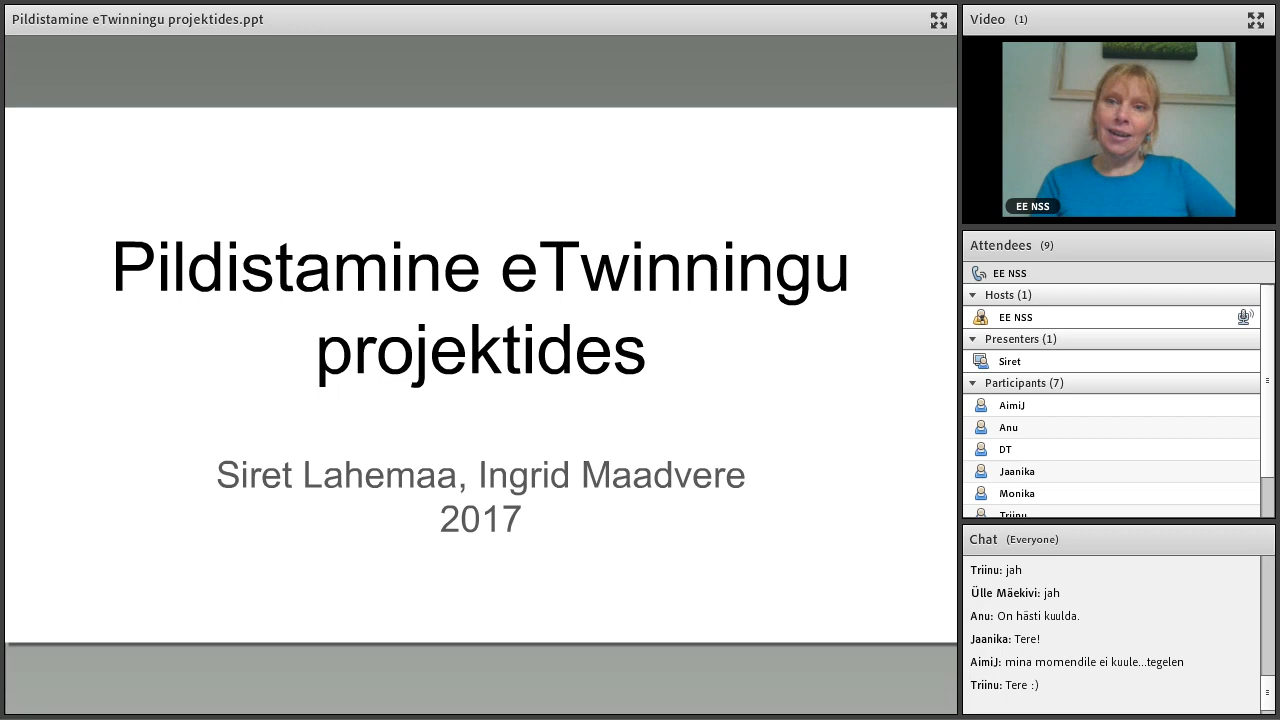 Pildistamine eTwinningu projektides.ppt
Pildistamine eTwinningu
projektides
Siret Lahemaa, Ingrid Maadvere
2017
Video (1)
EE NSS
Attendees (9)
EE NSS
Hosts (1)
EE NSS
Presenters (1)
Siret
Participants (7)
AimiJ
Anu
DT
Jaanika
Monika
Triinu
Chat (Everyone)
Triinu: jah
Ülle Mäekivi: jah
Anu: On hästi kuulda.
Jaanika: Tere!
AimiJ: mina momendile ei kuule...tegelen
Triinu: Tere :)